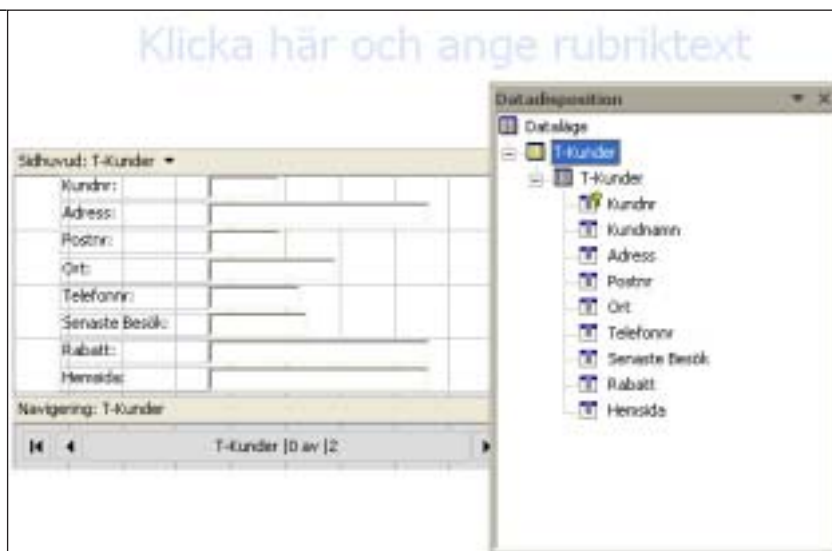 Klicka här och ange rubriktext
Sidhuvud: T-Kunder
Kundnr:
Adress:
Postnr:
Ort:
Telefonnr:
Senaste Besök:
Rabatt:
Hemsida:
Navigering: T-Kunder
T-Kunder |0 av |2
Datadisposition
Dataläge
T-Kunder
T-Kunder
Kundnr
Kundnamn
Adress
Postnr
Ort
Telefonnr
Senaste Besök
Rabatt
Hemsida